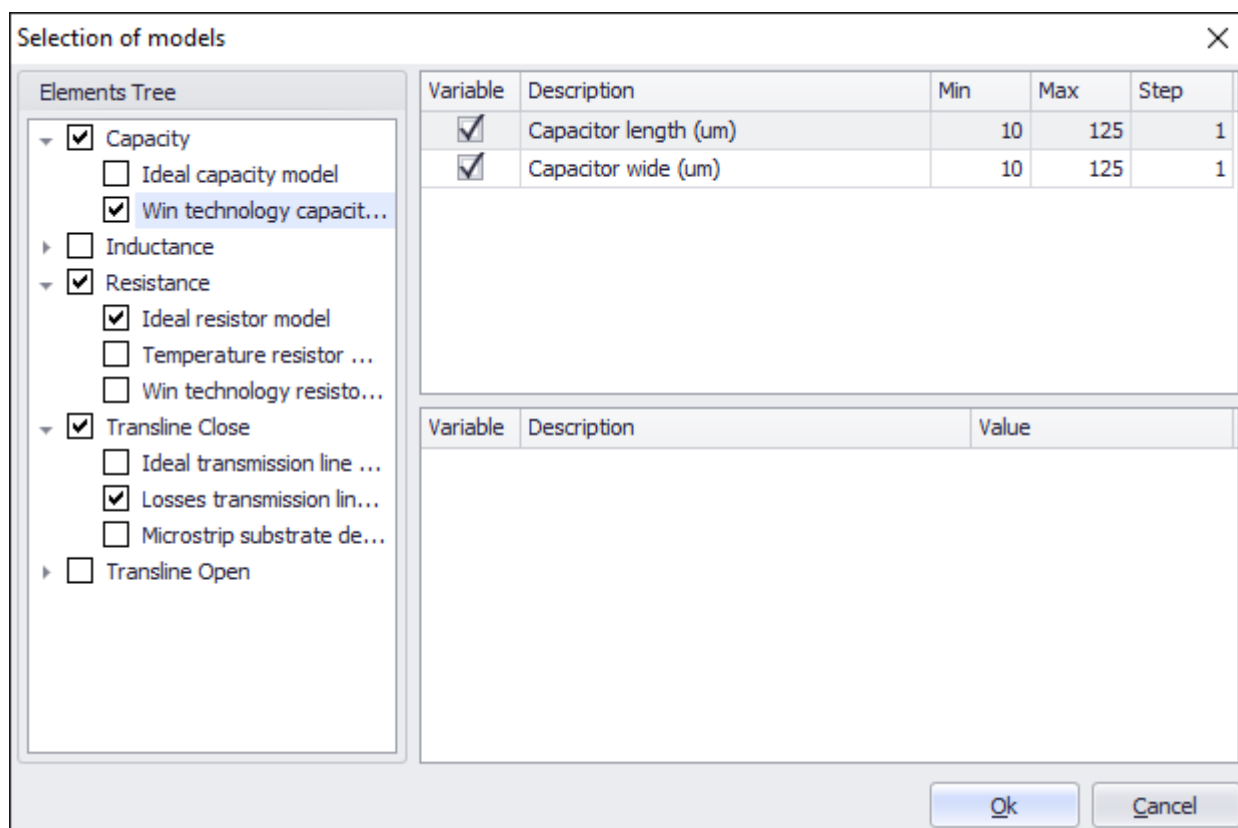 Selection of models
Elements Tree
Capacity
Ideal capacity model
Win technology capacit...
Inductance
Resistance
Ideal resistor model
Temperature resistor ...
Win technology resisto...
Transline Close
Ideal transmission line ...
Losses transmission lin...
Microstrip substrate de...
Transline Open
Variable Description Min Max Step
Capacitor length (um) 10 125 1
Capacitor wide (um) 10 125 1
Variable Description Value
Ok Cancel